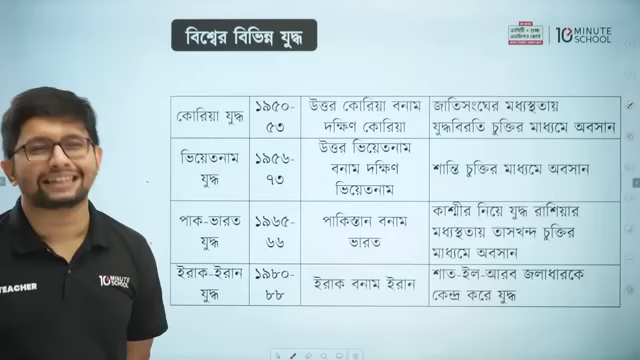 বিশ্বের বিভিন্ন যুদ্ধ
10 MINUTE
SCHOOL
কোরিয়া যুদ্ধ
১৯৫০-
৫৩
উত্তর কোরিয়া বনাম
দক্ষিণ কোরিয়া
জাতিসংঘের মধ্যস্থতায়
যুদ্ধবিরতি চুক্তির মাধ্যমে অবসান
ভিয়েতনাম
যুদ্ধ
১৯৫৬-
৭৩
উত্তর ভিয়েতনাম
বনাম দক্ষিণ
ভিয়েতনাম
শান্তি চুক্তির মাধ্যমে অবসান
পাক-ভারত
যুদ্ধ
১৯৬৫-
৬৬
পাকিস্তান বনাম
ভারত
কাশ্মীর নিয়ে যুদ্ধ রাশিয়ার
মধ্যস্থতায় তাসখন্দ চুক্তির
মাধ্যমে অবসান
ইরাক-ইরান
যুদ্ধ
১৯৮০-
৮৮
ইরাক বনাম ইরান
শাত-ইল-আরব জলাধারকে
কেন্দ্র করে যুদ্ধ
TEACHER
10 MINUTE
SCHOOL